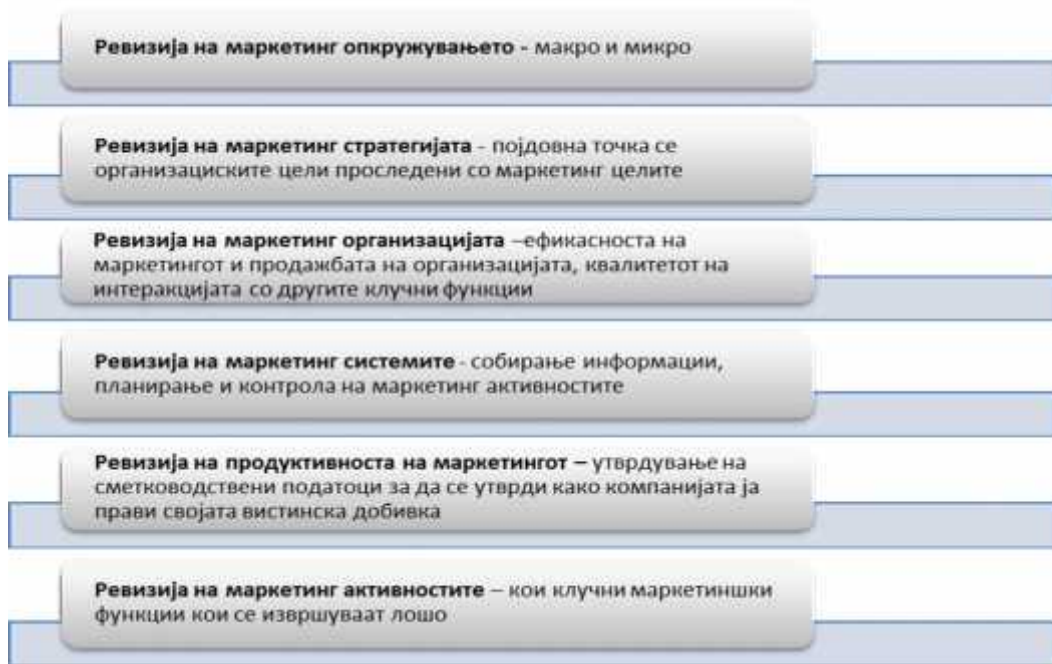 Ревизија на маркетинг опкружувањето - макро и микро
Ревизија на маркетинг стратегијата - појдовна точка се
организациските цели проследени со маркетинг целите
Ревизија на маркетинг организацијата –ефикасноста на
маркетингот и продажбата на организацијата, квалитетот на
интеракцијата со другите клучни функции
Ревизија на маркетинг системите - собирање информации,
планирање и контрола на маркетинг активностите
Ревизија на продуктивноста на маркетингот – утврдување на
сметководствени податоци за да се утврди како компанијата ја
прави својата вистинска добивка
Ревизија на маркетинг активностите – кои клучни маркетиншки
функции кои се извршуваат лошо